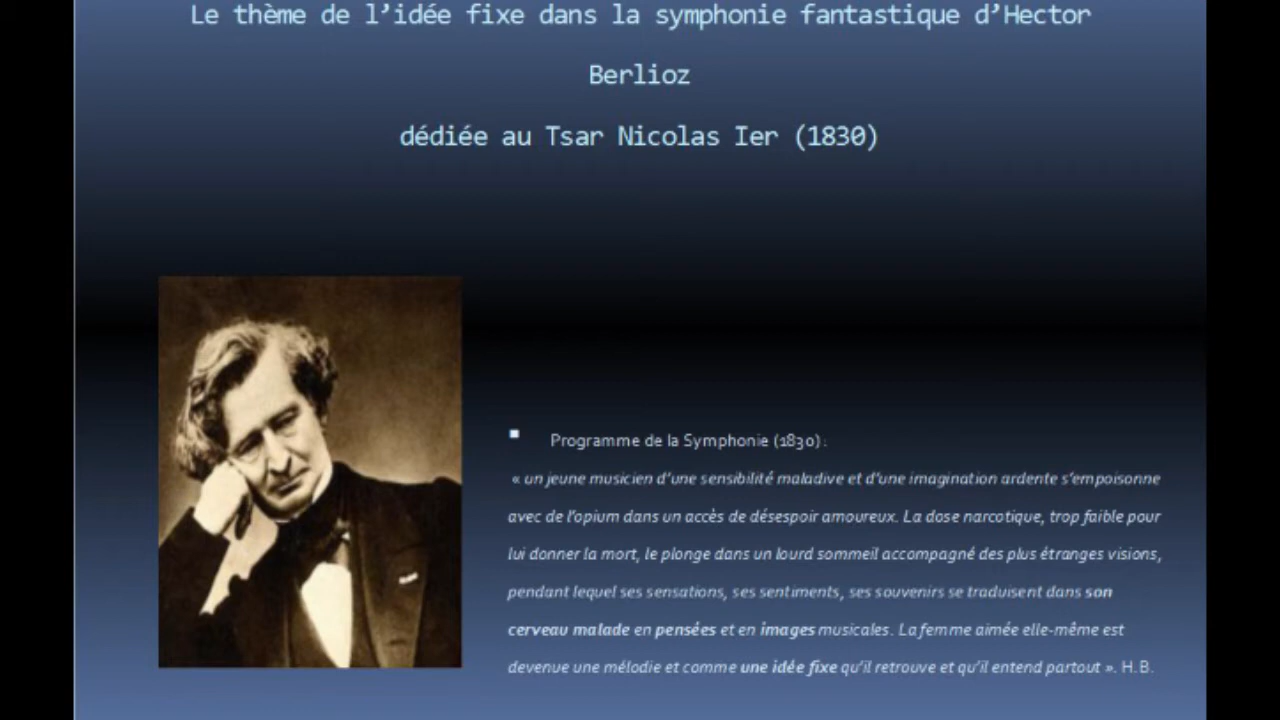 Le thème de l’idée fixe dans la symphonie fantastique d’Hector
Berlioz
dédiée au Tsar Nicolas Ier (1830)
Programme de la Symphonie (1830) :
« un jeune musicien d’une sensibilité maladive et d’une imagination ardente s’empoisonne
avec de l’opium dans un accès de désespoir amoureux. La dose narcotique, trop faible pour
lui donner la mort, le plonge dans un lourd sommeil accompagné des plus étranges visions,
pendant lequel ses sensations, ses sentiments, ses souvenirs se traduisent dans son
cerveau malade en pensées et en images musicales. La femme aimée elle-même est
devenue une mélodie et comme une idée fixe qu’il retrouve et qu’il entend partout ». H.B.